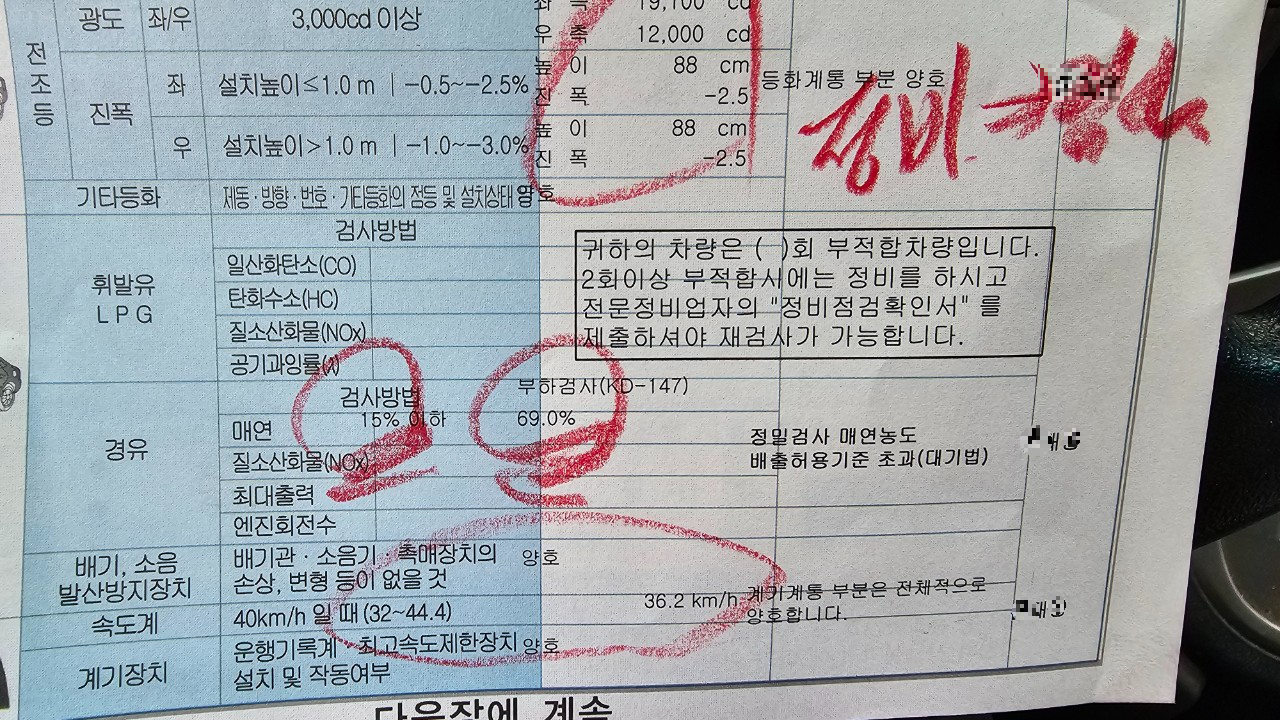 전조등
광도 좌/우 3,000cd 이상 좌 측 19,100 cd
우 측 12,000 cd
진폭 좌 설치높이≤1.0 m | -0.5~-2.5% 높 이 88 cm
진 폭 -2.5
등화계통 부분 양호
정비
우 설치높이>1.0 m | -1.0~-3.0% 높 이 88 cm
진 폭 -2.5
기타등화 제동·방향·번호·기타등화의 점등 및 설치상태 양호
휘발유
LPG
검사방법
일산화탄소(CO)
탄화수소(HC)
질소산화물(NOx)
공기과잉률(λ)
귀하의 차량은 ( )회 부적합차량입니다.
2회이상 부적합시에는 정비를 하시고
전문정비업자의 "정비점검확인서" 를
제출하셔야 재검사가 가능합니다.
경유
검사방법 부하검사(KD-147)
매연 15% 이하 69.0%
질소산화물(NOx)
최대출력
엔진회전수
정밀검사 매연농도
배출허용기준 초과(대기법)
배기, 소음
발산방지장치
배기관·소음기·촉매장치의 양호
손상, 변형 등이 없을 것
속도계 40km/h 일 때 (32~44.4) 36.2 km/h
계기계통 부분은 전체적으로
양호합니다.
계기장치
운행기록계 최고속도제한장치 양호
설치 및 작동여부
다음장에 계속